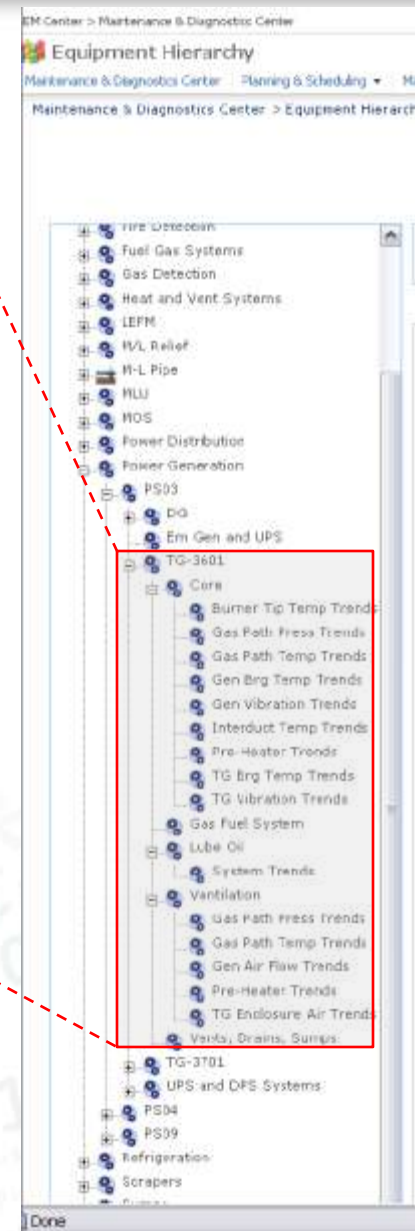 EM Center > Maintenance & Diagnostics Center
Equipment Hierarchy
Maintenance & Diagnostics Center Planning & Scheduling
Maintenance & Diagnostics Center > Equipment Hierarch
Fire Detection
Fuel Gas Systems
Gas Detection
Heat and Vent Systems
LEFM
M/L Relief
M-L Pipe
MLU
MOS
Power Distribution
Power Generation
PS03
DG
Em Gen and UPS
TG-3601
Core
Burner Tip Temp Trends
Gas Path Press Trends
Gas Path Temp Trends
Gen Brg Temp Trends
Gen Vibration Trends
Interduct Temp Trends
Pre-Heater Trends
TG Brg Temp Trends
TG Vibration Trends
Gas Fuel System
Lube Oil
System Trends
Ventilation
Gas Path Press Trends
Gas Path Temp Trends
Gen Air Flow Trends
Pre-Heater Trends
TG Enclosure Air Trends
Vents, Drains, Sumps
TG-3701
UPS and DPS Systems
PS04
PS09
Refrigeration
Scrapers
Done